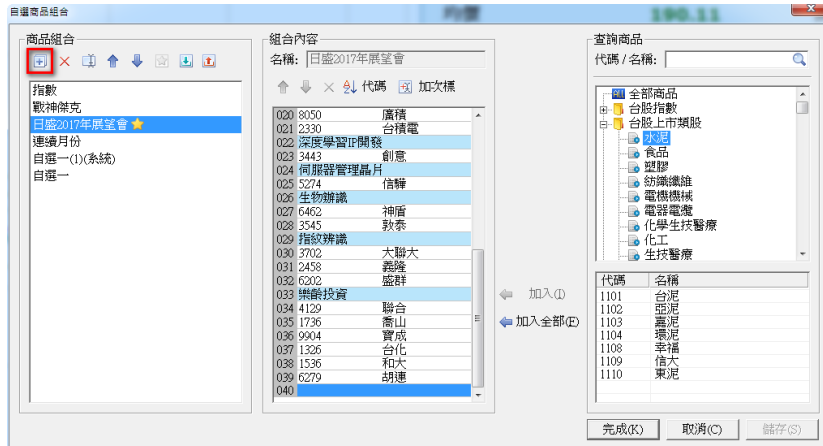 自選商品組合
均價
190.11
商品組合
指數
戰神傑克
日盛2017年展望會
連續月份
自選一(1)(系統)
自選一
組合內容
名稱: 日盛2017年展望會
代碼 加次標
020 8050 廣積
021 2330 台積電
022 深度學習IP開發
023 3443 創意
024 伺服器管理晶片
025 5274 信驊
026 生物辦識
027 6462 神盾
028 3545 敦泰
029 指紋辨識
030 3702 大聯大
031 2458 義隆
032 6202 盛群
033 樂齡投資
034 4129 聯合
035 1736 喬山
036 9904 寶成
037 1326 台化
038 1536 和大
039 6279 胡連
040
加入(I)
加入全部(E)
查詢商品
代碼 / 名稱:
All 全部商品
台股指數
台股上市類股
水泥
食品
塑膠
紡織纖維
電機機械
電器電纜
化學生技醫療
化工
生技醫療
代碼 名稱
1101 台泥
1102 亞泥
1103 嘉泥
1104 環泥
1108 幸福
1109 信大
1110 東泥
完成(K) 取消(C) 儲存(S)